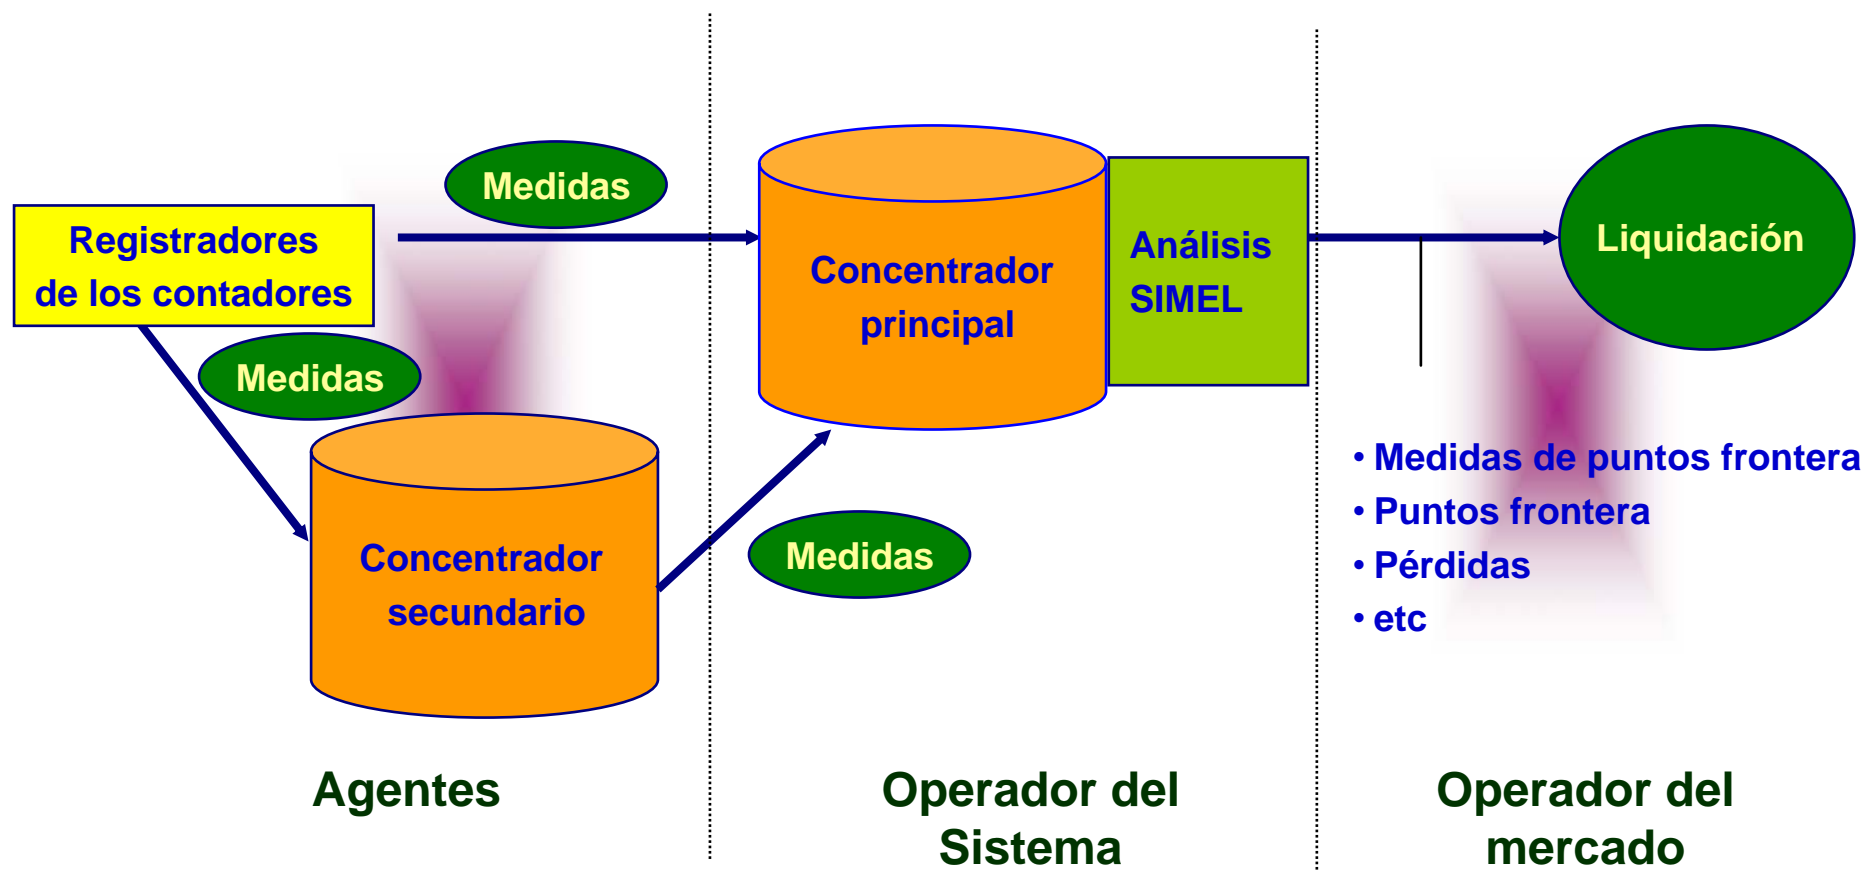 Medidas
Registradores
de los contadores
Medidas
Concentrador
principal
Análisis
SIMEL
Liquidación
Concentrador
secundario
Medidas
• Medidas de puntos frontera
• Puntos frontera
• Pérdidas
• etc
Agentes
Operador del
Sistema
Operador del
mercado